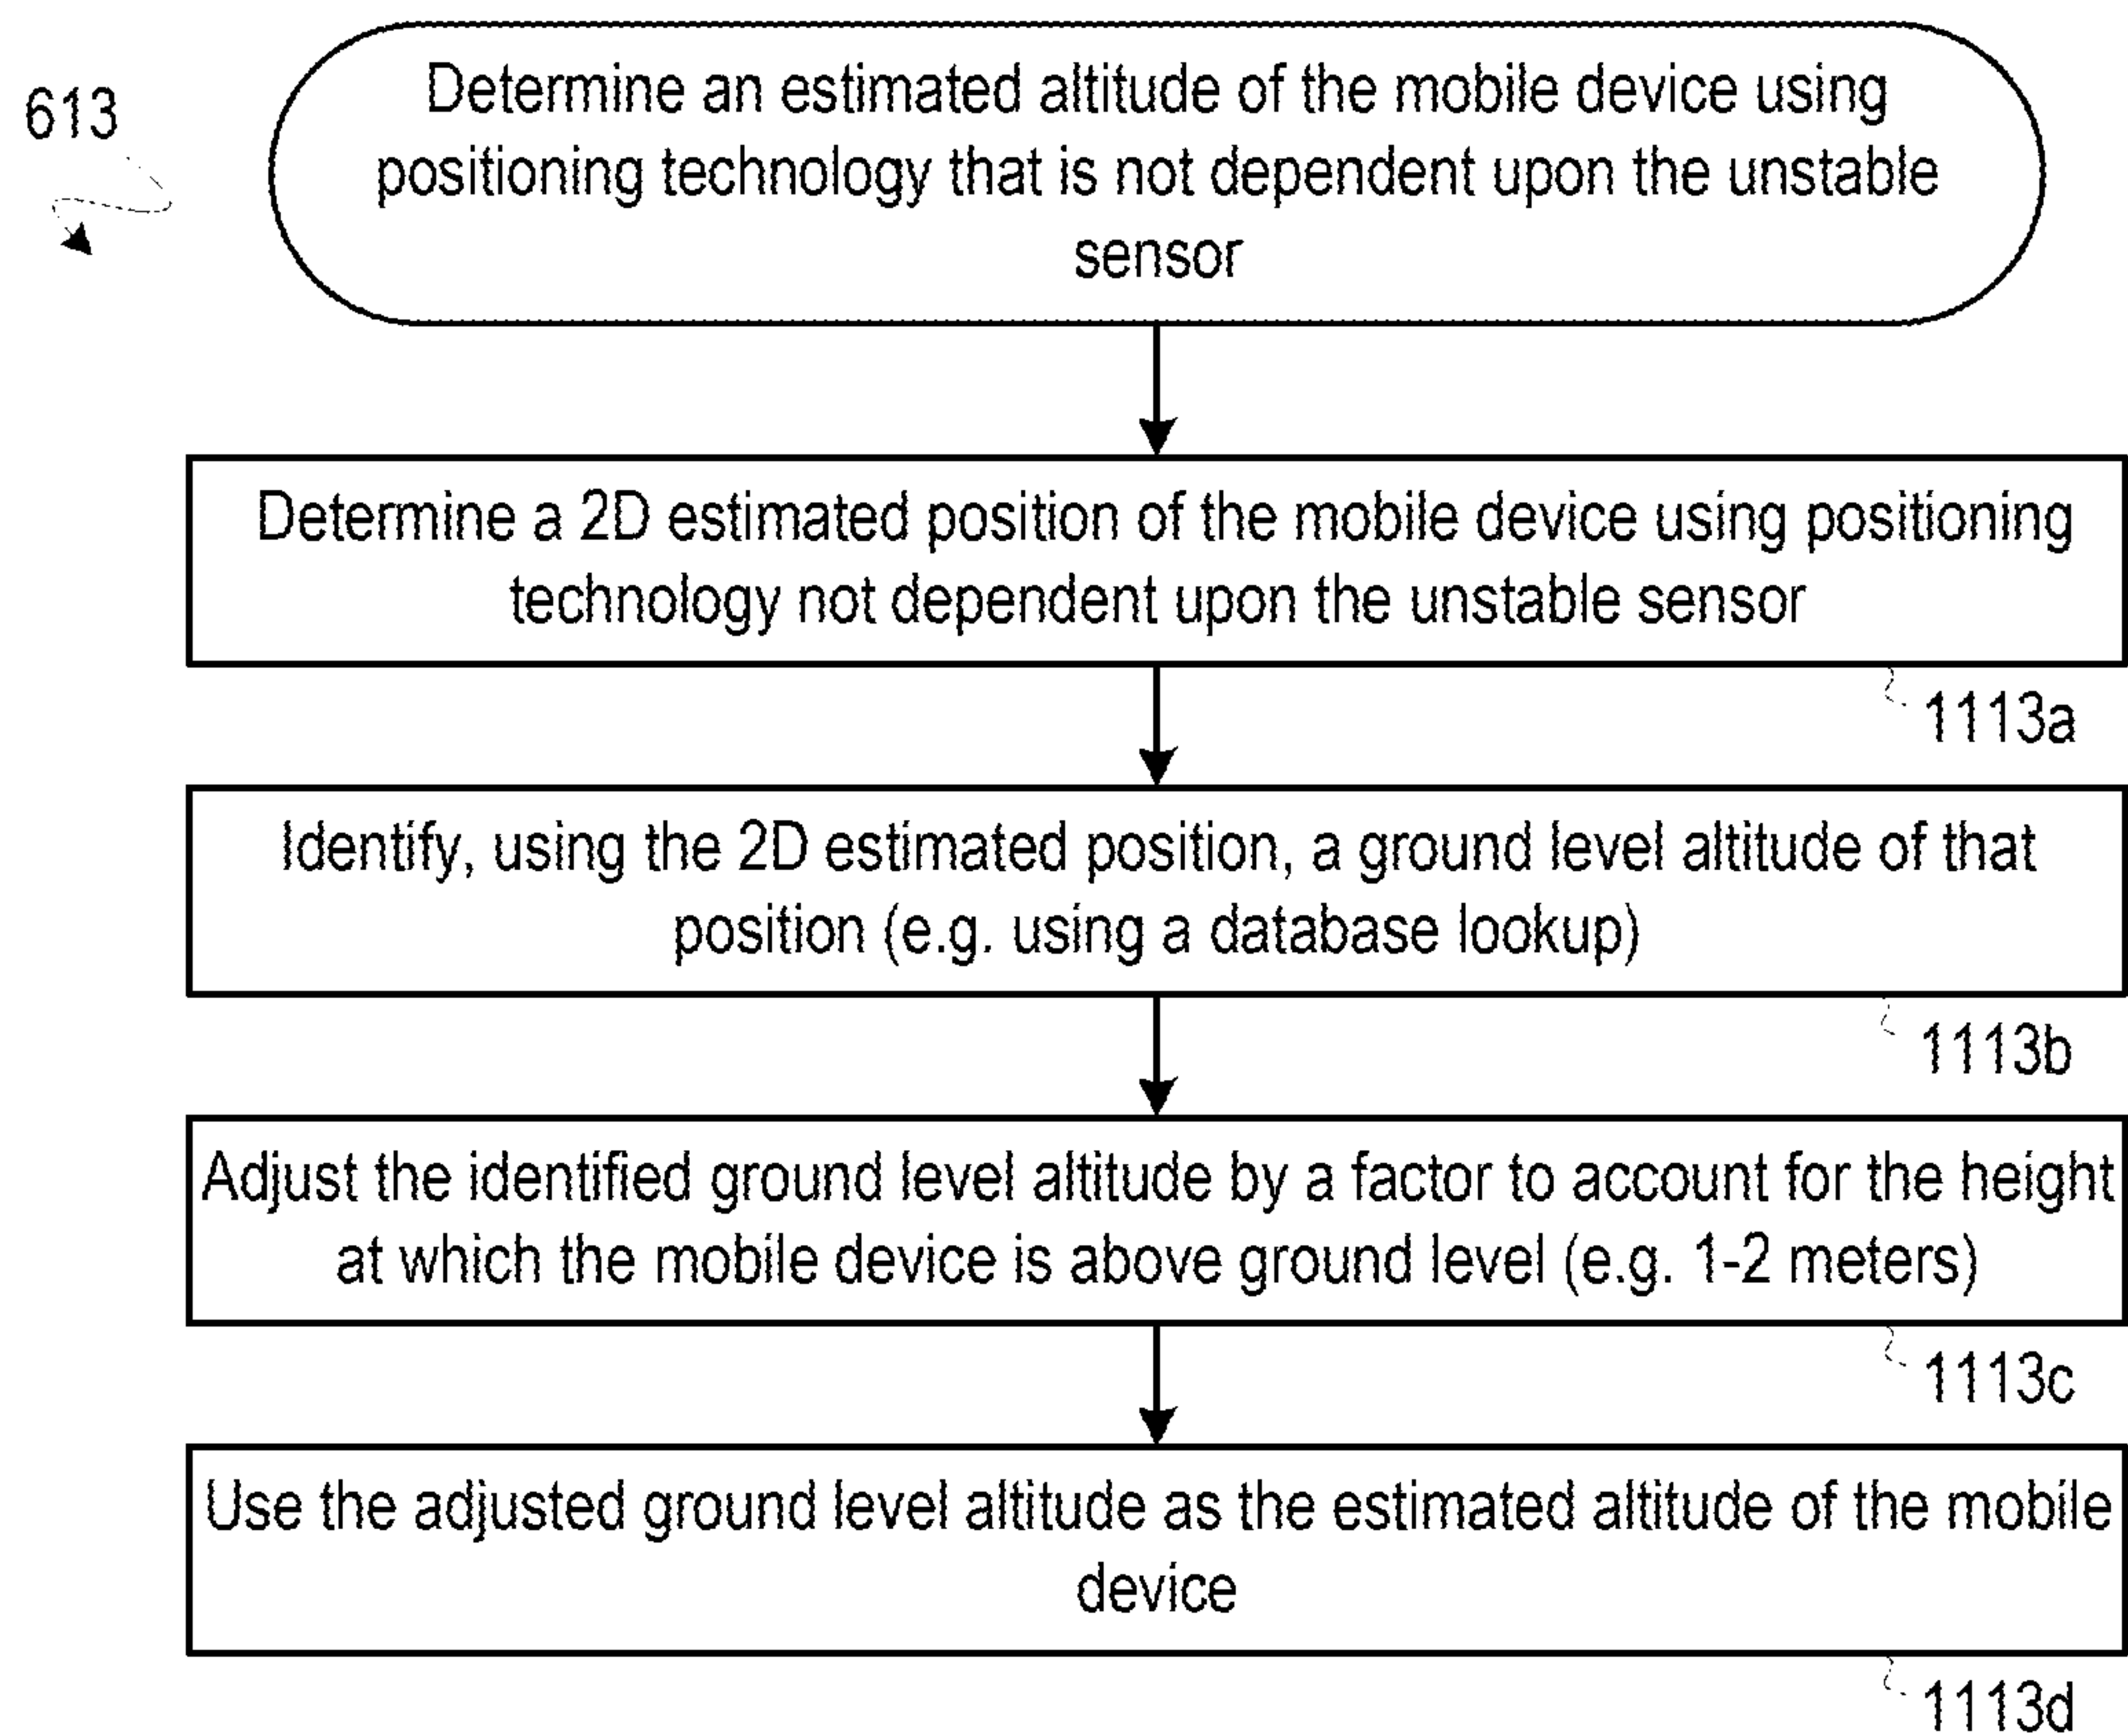 613
Determine an estimated altitude of the mobile device using
positioning technology that is not dependent upon the unstable
sensor
Determine a 2D estimated position of the mobile device using positioning
technology not dependent upon the unstable sensor
1113a
Identify, using the 2D estimated position, a ground level altitude of that
position (e.g. using a database lookup)
1113b
Adjust the identified ground level altitude by a factor to account for the height
at which the mobile device is above ground level (e.g. 1-2 meters)
1113c
Use the adjusted ground level altitude as the estimated altitude of the mobile
device
1113d